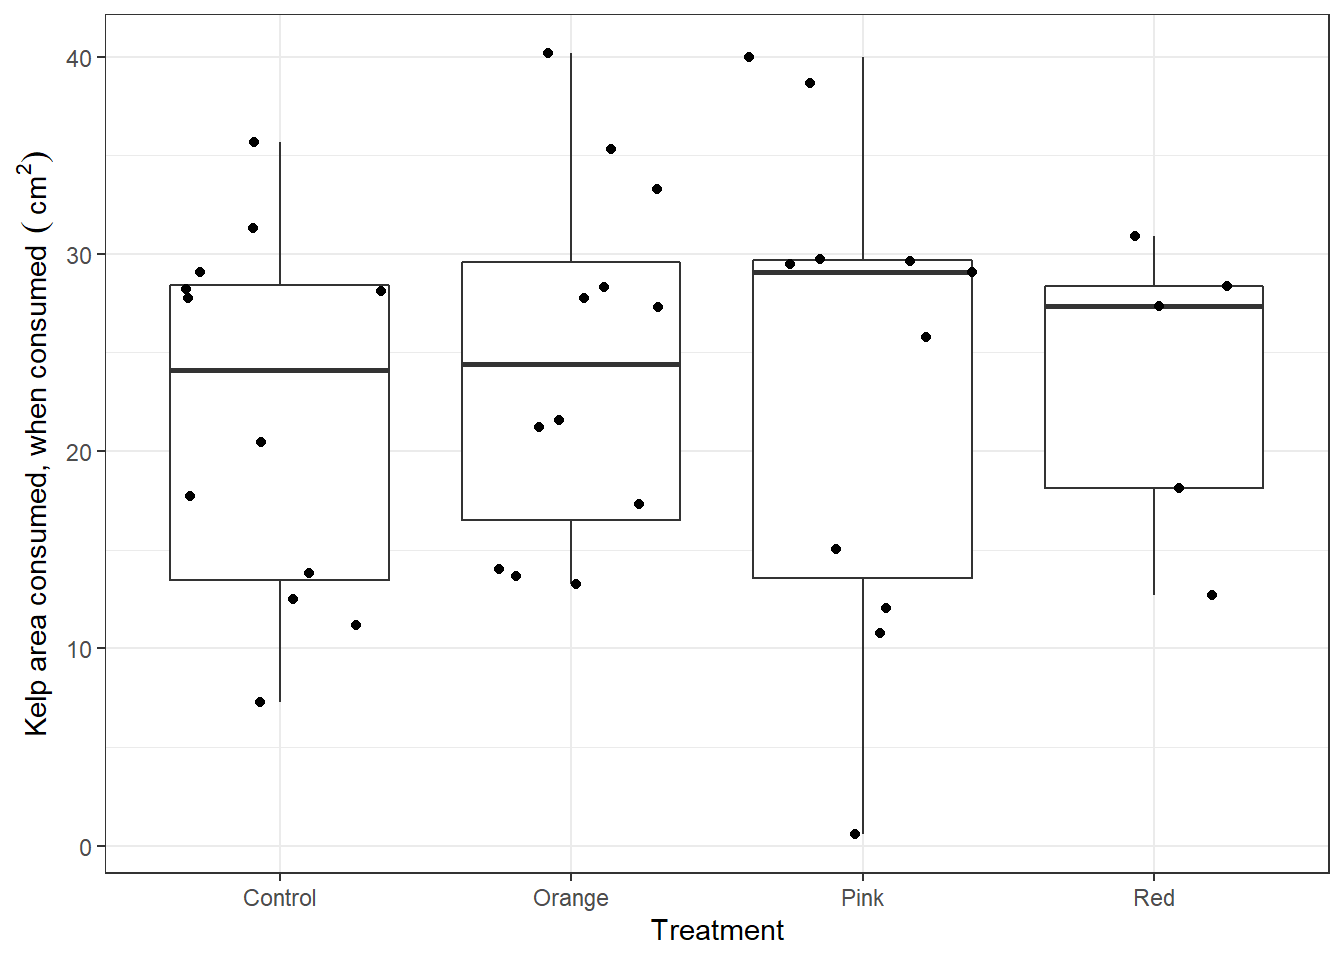 Kelp area consumed, when consumed ( cm²)
40
30
20
10
0
Control Orange Pink Red
Treatment